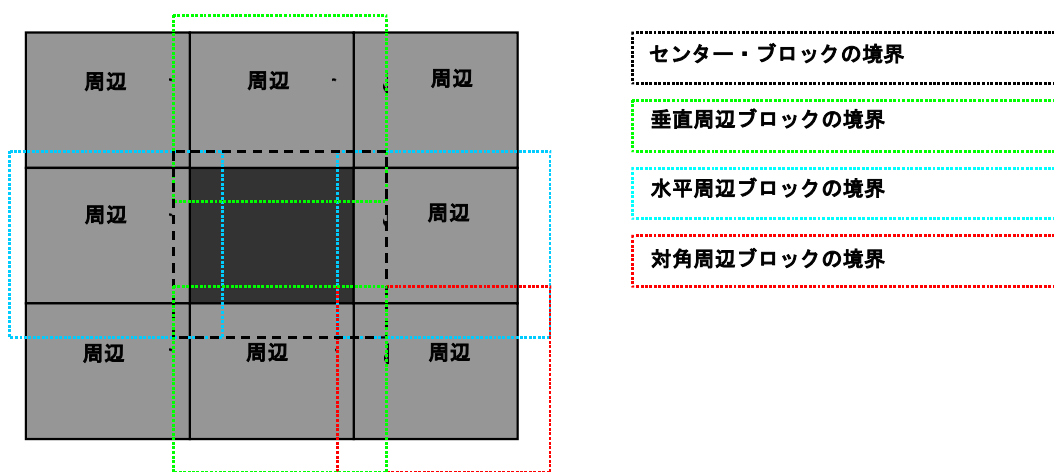 周辺 周辺 周辺
周辺 周辺
周辺 周辺 周辺
センター・ブロックの境界
垂直周辺ブロックの境界
水平周辺ブロックの境界
対角周辺ブロックの境界